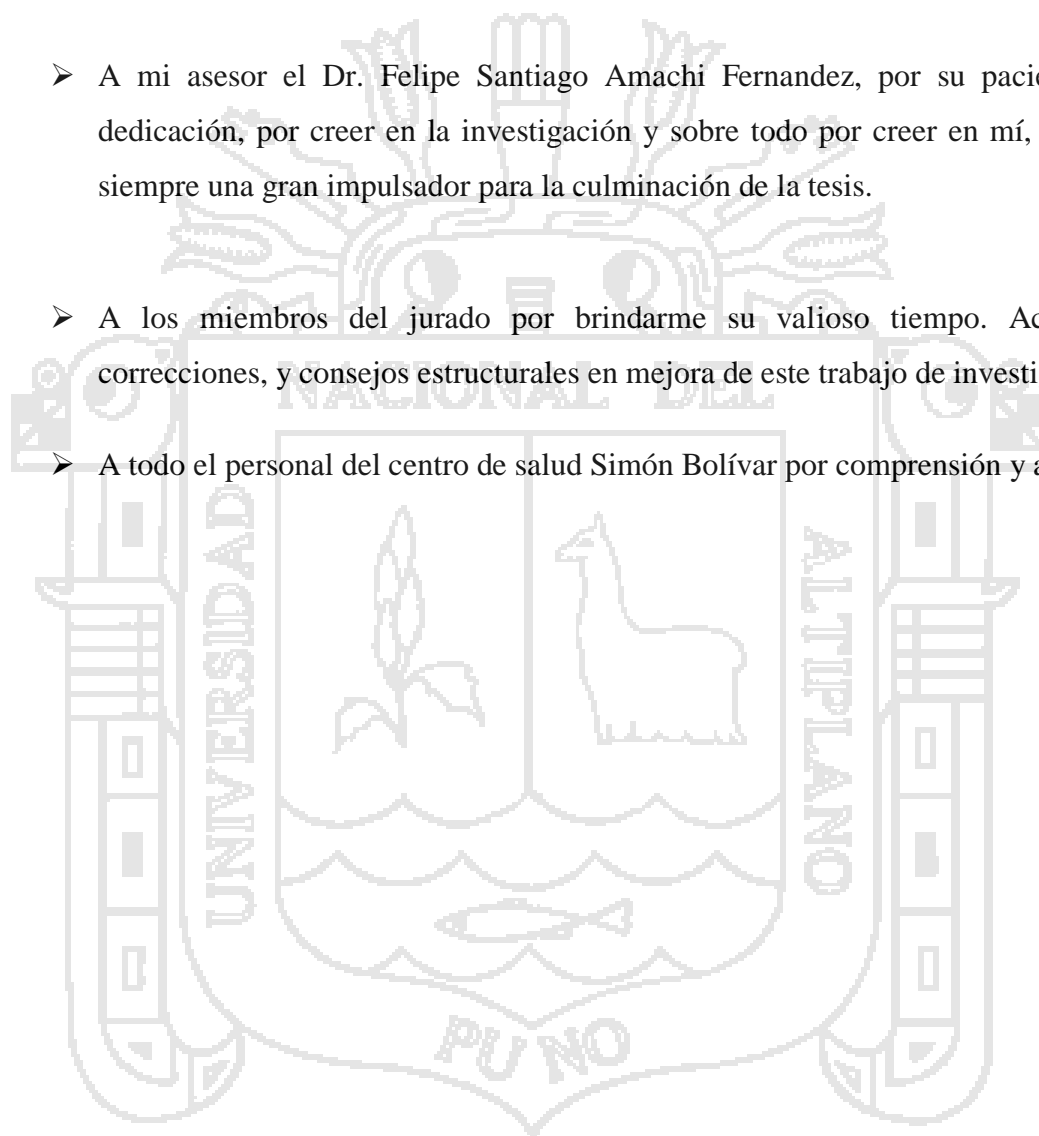 ➢ A mi asesor el Dr. Felipe Santiago Amachi Fernandez, por su
dedicación, por creer en la investigación y sobre todo por creer en mí,
siempre una gran impulsador para la culminación de la tesis.
➢ A los miembros del jurado por brindarme su valioso tiempo.
correcciones, y consejos estructurales en mejora de este trabajo de
NACIONAL DEL
➢ A todo el personal del centro de salud Simón Bolívar por comprensión y
UNIVERSIDAD
ALTIPLANO
PUNO